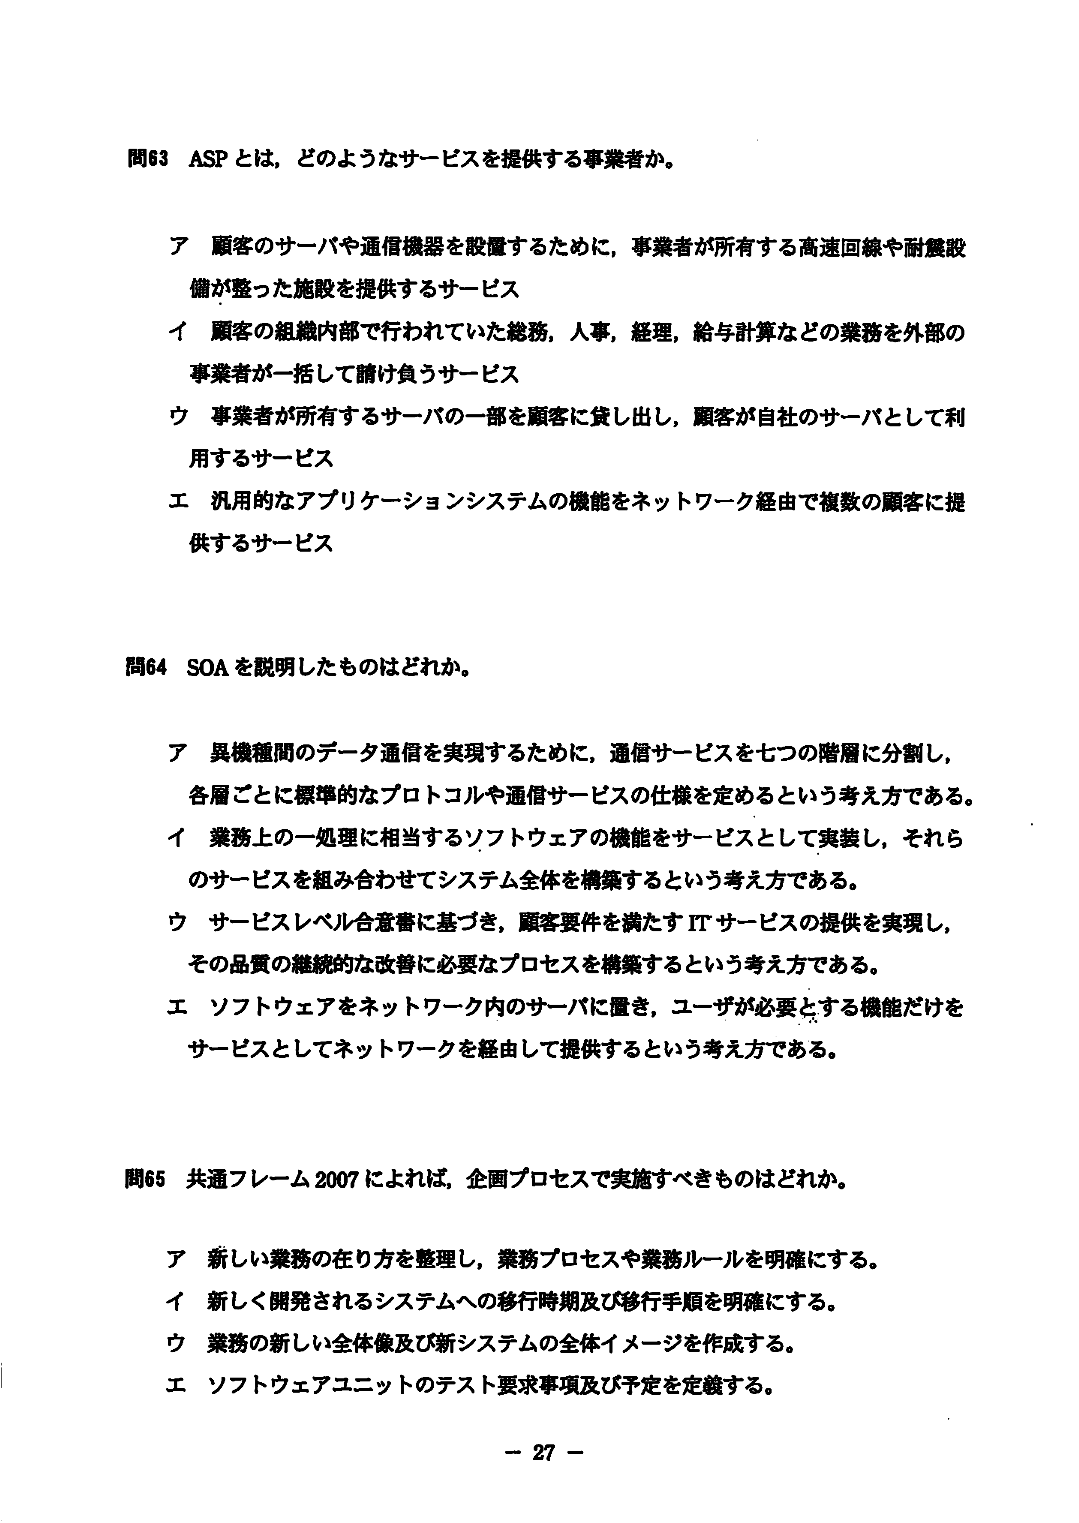 問63 ASP とは，どのようなサービスを提供する事業者か。
ア 顧客のサーバや通信機器を設置するために，事業者が所有する高速回線や耐震設
備が整った施設を提供するサービス
イ 顧客の組織内部で行われていた総務，人事，経理，給与計算などの業務を外部の
事業者が一括して請け負うサービス
ウ 事業者が所有するサーバの一部を顧客に貸し出し，顧客が自社のサーバとして利
用するサービス
エ 汎用的なアプリケーションシステムの機能をネットワーク経由で複数の顧客に提
供するサービス
問64 SOA を説明したものはどれか。
ア 異機種間のデータ通信を実現するために，通信サービスを七つの階層に分割し，
各層ごとに標準的なプロトコルや通信サービスの仕様を定めるという考え方である。
イ 業務上の一処理に相当するソフトウェアの機能をサービスとして実装し，それら
のサービスを組み合わせてシステム全体を構築するという考え方である。
ウ サービスレベル合意書に基づき，顧客要件を満たす IT サービスの提供を実現し，
その品質の継続的な改善に必要なプロセスを構築するという考え方である。
エ ソフトウェアをネットワーク内のサーバに置き，ユーザが必要とする機能だけを
サービスとしてネットワークを経由して提供するという考え方である。
問65 共通フレーム 2007 によれば，企画プロセスで実施すべきものはどれか。
ア 新しい業務の在り方を整理し，業務プロセスや業務ルールを明確にする。
イ 新しく開発されるシステムへの移行時期及び移行手順を明確にする。
ウ 業務の新しい全体像及び新システムの全体イメージを作成する。
エ ソフトウェアユニットのテスト要求事項及び予定を定義する。
－ 27 －